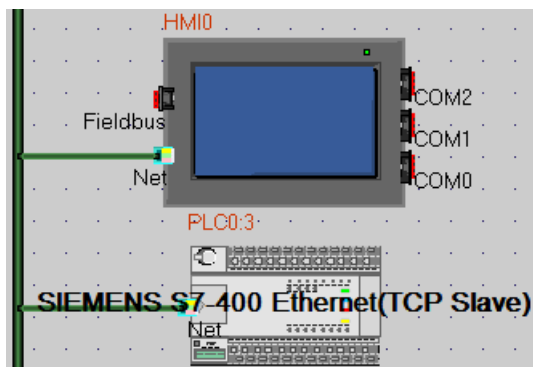 HMI0
COM2
Fieldbus
COM1
Net
COM0
PLC0:3
SIEMENS S7-400 Ethernet(TCP Slave)
Net